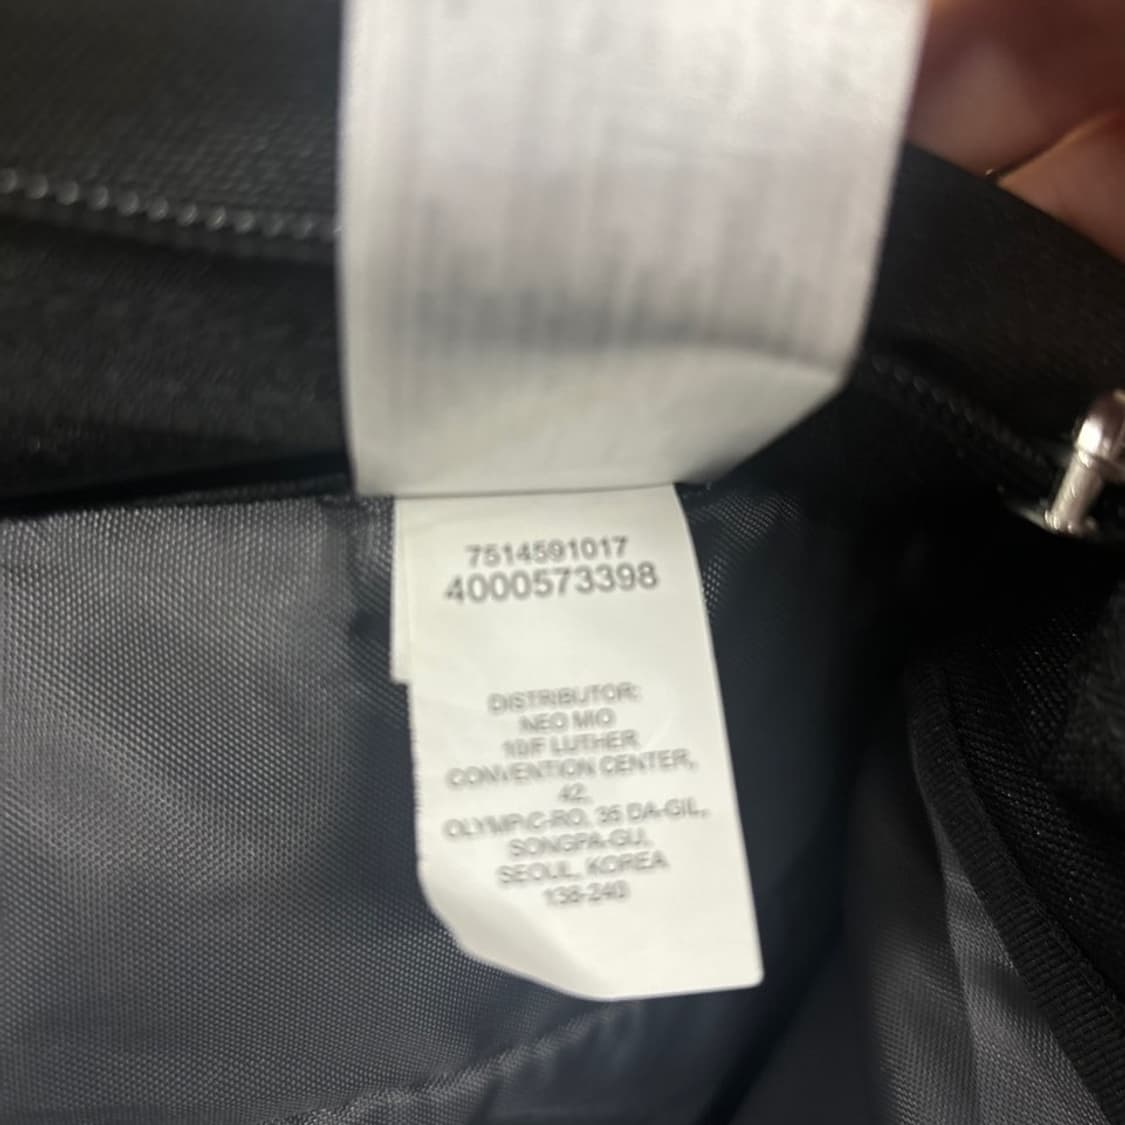 7514591017
4000573398
DISTRIBUTOR:
NEO MIO
10/F LUTHER
CONVENTION CENTER,
42,
OLYMPIC-RO, 35 DA-GIL,
SONGPA-GU,
SEOUL, KOREA
138-240